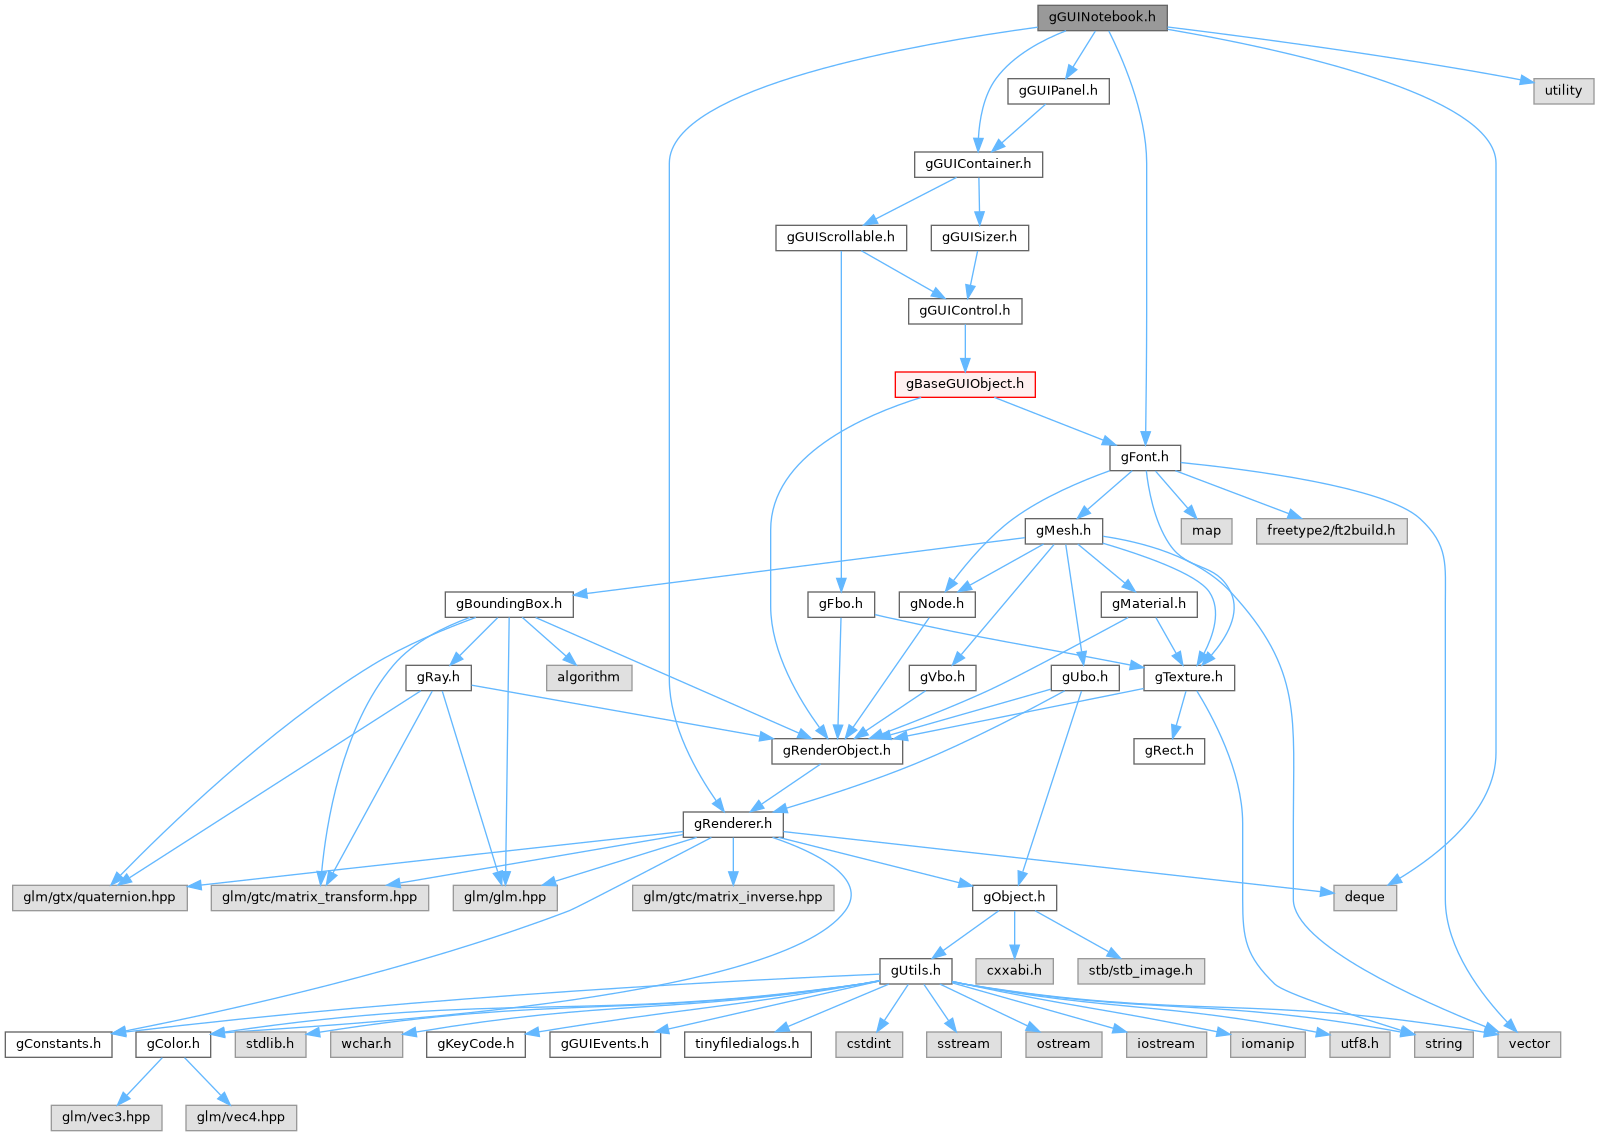 gGUINotebook.h
gGUIPanel.h
utility
gGUIContainer.h
gGUIScrollable.h
gGUISizer.h
gGUIControl.h
gBaseGUIObject.h
gFont.h
gMesh.h
map
freetype2/ft2build.h
gBoundingBox.h
gFbo.h
gNode.h
gMaterial.h
gRay.h
algorithm
gVbo.h
gUbo.h
gTexture.h
gRenderObject.h
gRect.h
gRenderer.h
glm/gtx/quaternion.hpp
glm/gtc/matrix_transform.hpp
glm/glm.hpp
glm/gtc/matrix_inverse.hpp
gObject.h
deque
gUtils.h
cxxabi.h
stb/stb_image.h
gConstants.h
gColor.h
stdlib.h
wchar.h
gKeyCode.h
gGUIEvents.h
tinyfiledialogs.h
cstdint
sstream
ostream
iostream
iomanip
utf8.h
string
vector
glm/vec3.hpp
glm/vec4.hpp